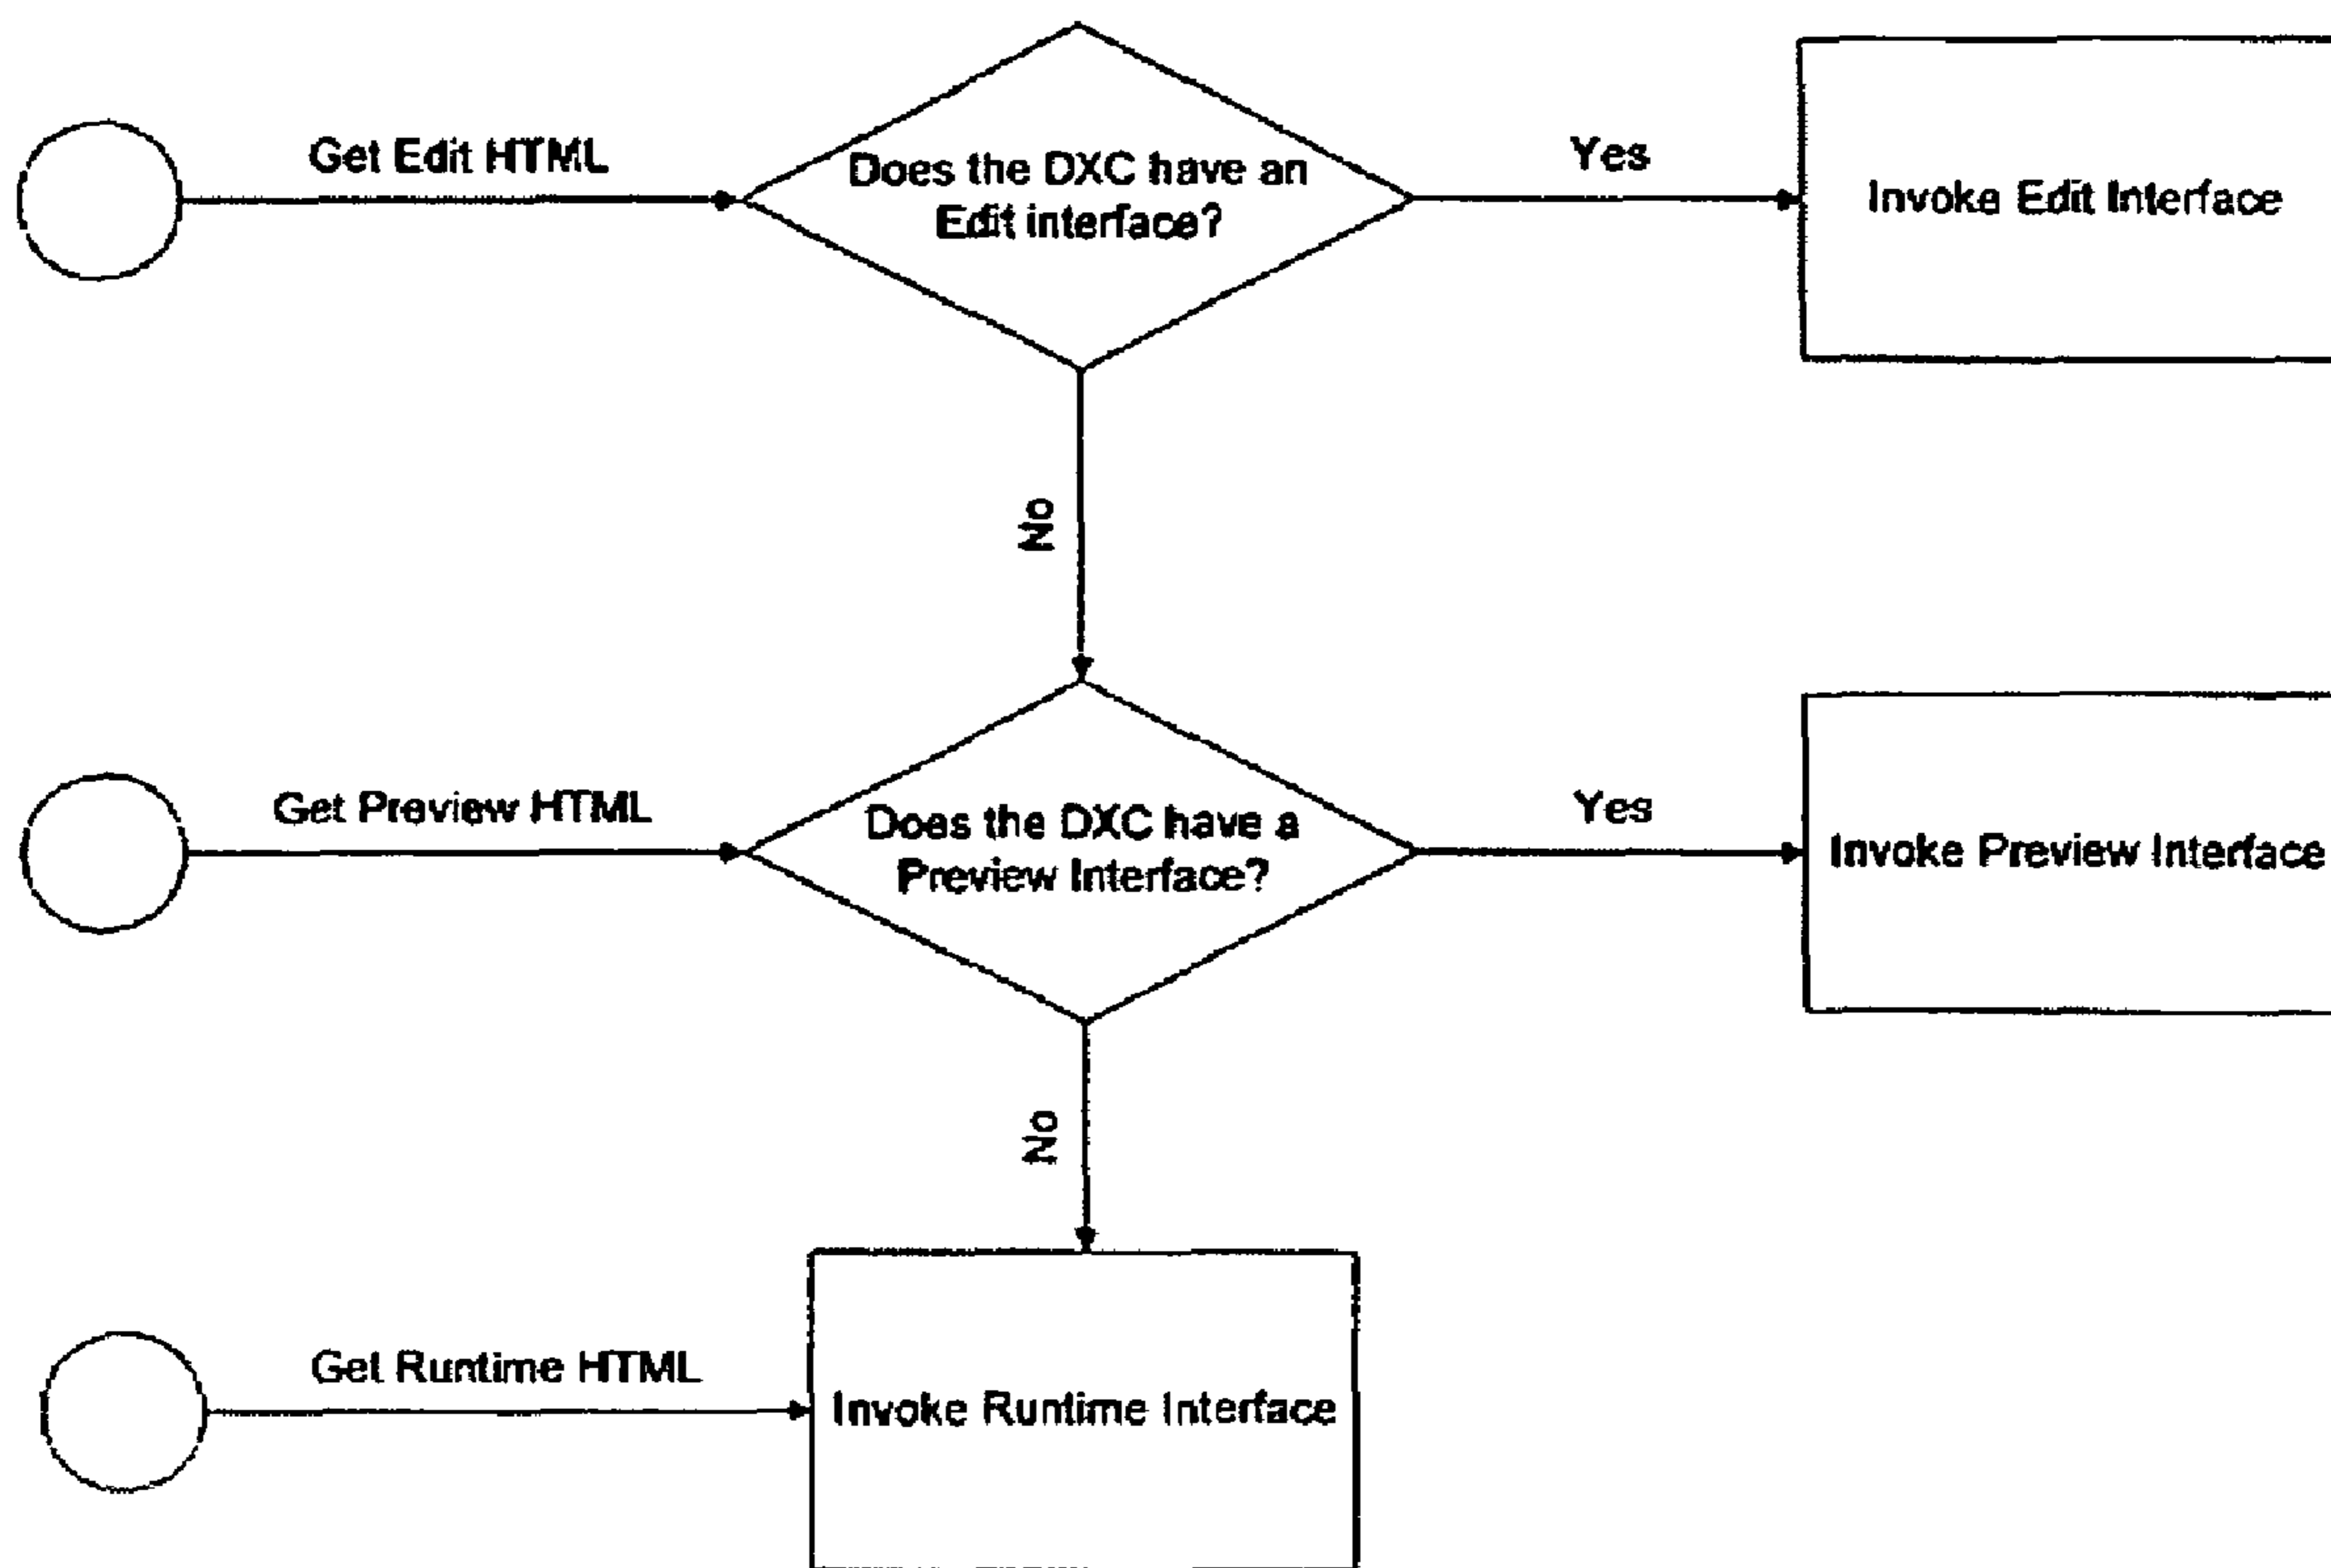 Get Edit HTML
Does the DXC have an
Edit interface?
Yes
Invoke Edit Interface
No
Get Preview HTML
Does the DXC have a
Preview Interface?
Yes
Invoke Preview Interface
No
Get Runtime HTML
Invoke Runtime Interface